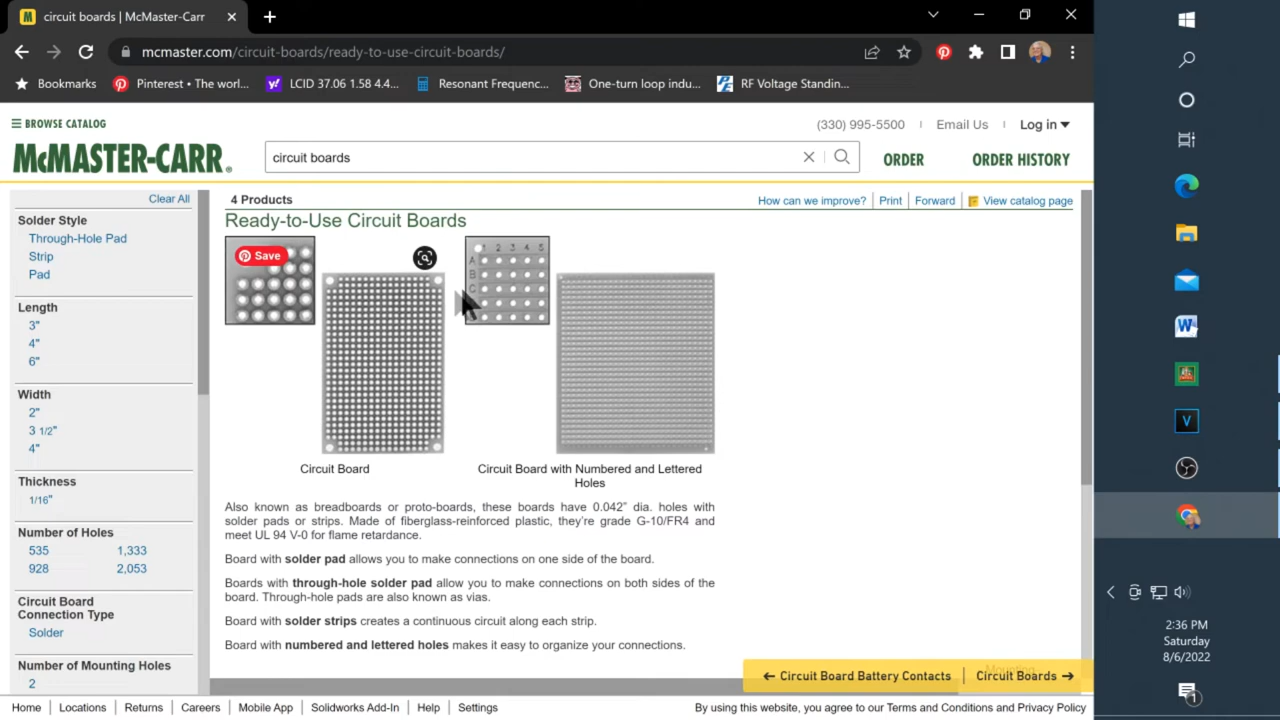 circuit boards | McMaster-Carr
mcmaster.com/circuit-boards/ready-to-use-circuit-boards/
Bookmarks
Pinterest • The worl...
LCID 37.06 1.58 4.4...
Resonant Frequenc...
One-turn loop indu...
RF Voltage Standin...
BROWSE CATALOG
(330) 995-5500
Email Us
Log in
McMASTER-CARR®
circuit boards
ORDER
ORDER HISTORY
Clear All
Solder Style
Through-Hole Pad
Strip
Pad
Length
3"
4"
6"
Width
2"
3 1/2"
4"
Thickness
1/16"
Number of Holes
535 1,333
928 2,053
Circuit Board
Connection Type
Solder
Number of Mounting Holes
2
4 Products
How can we improve?
Print
Forward
View catalog page
Ready-to-Use Circuit Boards
Save
1 2 3 4 5
A
B
C
Circuit Board
Circuit Board with Numbered and Lettered
Holes
Also known as breadboards or proto-boards, these boards have 0.042" dia. holes with
solder pads or strips. Made of fiberglass-reinforced plastic, they're grade G-10/FR4 and
meet UL 94 V-0 for flame retardance.
Board with solder pad allows you to make connections on one side of the board.
Boards with through-hole solder pad allow you to make connections on both sides of the
board. Through-hole pads are also known as vias.
Board with solder strips creates a continuous circuit along each strip.
Board with numbered and lettered holes makes it easy to organize your connections.
Mounting
← Circuit Board Battery Contacts
Circuit Boards →
Home
Locations
Returns
Careers
Mobile App
Solidworks Add-In
Help
Settings
By using this website, you agree to our Terms and Conditions and Privacy Policy
2:36 PM
Saturday
8/6/2022
1